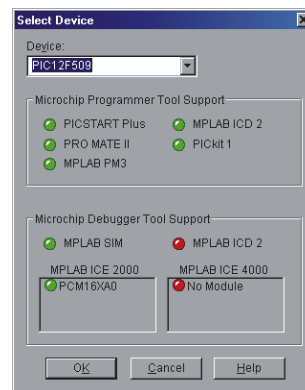 Select Device
Device:
PIC12F509
Microchip Programmer Tool Support
PICSTART Plus
MPLAB ICD 2
PRO MATE II
PICkit 1
MPLAB PM3
Microchip Debugger Tool Support
MPLAB SIM
MPLAB ICD 2
MPLAB ICE 2000
MPLAB ICE 4000
PCM16XA0
No Module
OK
Cancel
Help